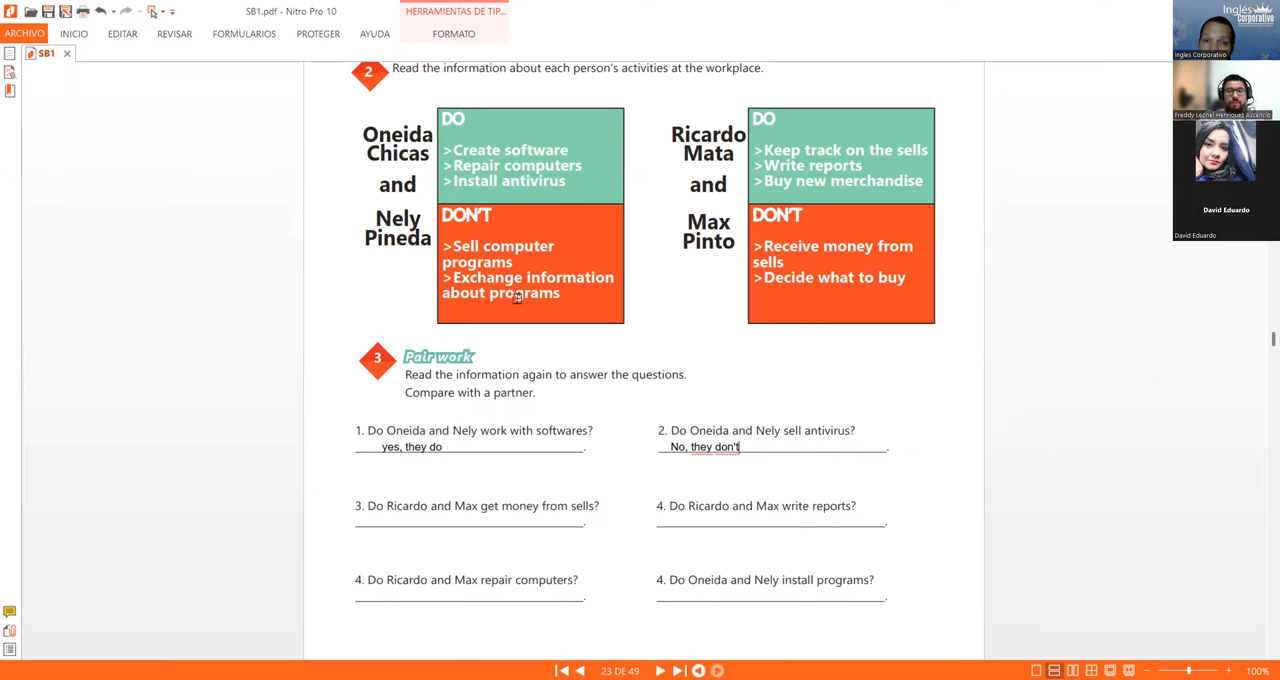 SB1.pdf - Nitro Pro 10
HERRAMIENTAS DE TIP...
ARCHIVO
INICIO
EDITAR
REVISAR
FORMULARIOS
PROTEGER
AYUDA
FORMATO
SB1
Inglés
Corporativo
Ingles Corporativo
Freddy Leonel Henriquez Ascencio
David Eduardo
David Eduardo
2
Read the information about each person's activities at the workplace.
Oneida
Chicas
and
Nely
Pineda
DO
>Create software
>Repair computers
>Install antivirus
DON'T
>Sell computer
programs
>Exchange information
about programs
Ricardo
Mata
and
Max
Pinto
DO
>Keep track on the sells
>Write reports
>Buy new merchandise
DON'T
>Receive money from
sells
>Decide what to buy
3
Pair work
Read the information again to answer the questions.
Compare with a partner.
1. Do Oneida and Nely work with softwares?
yes, they do
2. Do Oneida and Nely sell antivirus?
No, they don't
3. Do Ricardo and Max get money from sells?
4. Do Ricardo and Max write reports?
4. Do Ricardo and Max repair computers?
4. Do Oneida and Nely install programs?
23 DE 49
100%